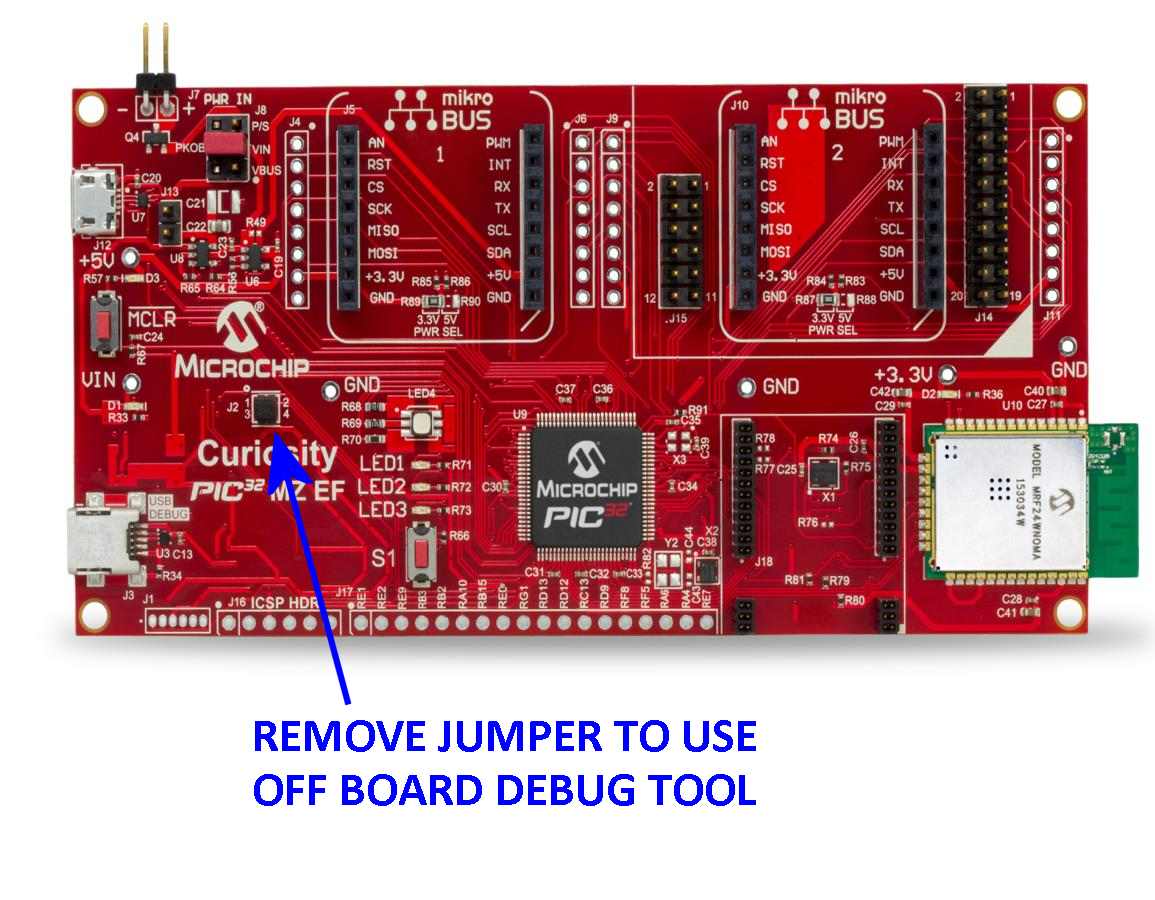 J7
- +
PWR IN
Q4
J8
P/S
PKOB
VIN
VBUS
C20
U7
J13
C21
C22
C23
R49
U8
U6
C19
R65
R64
J12
+5V
R57
D3
MCLR
C24
R67
VIN
D1
R33
J4
J5
mikro
BUS
1
AN
RST
CS
SCK
MISO
MOSI
+3.3V
GND
PWM
INT
RX
TX
SCL
SDA
+5V
GND
R85
R86
R89
R90
3.3V 5V
PWR SEL
J6
J9
2
1
12
11
J15
J10
mikro
BUS
2
AN
RST
CS
SCK
MISO
MOSI
+3.3V
GND
PWM
INT
RX
TX
SCL
SDA
+5V
GND
R84
R83
R87
R88
3.3V 5V
PWR SEL
2
1
20
19
J14
J11
MICROCHIP
®
J2
1
2
3
4
GND
Curiosity
PIC32 MZ EF
R68
R69
R70
LED4
LED1
R71
LED2
R72
LED3
R73
S1
R66
C37
C36
U9
MICROCHIP
PIC32
C30
C31
C32
C33
R91
C35
X3
C39
C34
GND
+3.3V
GND
C42
C29
D2
R36
U10
C40
C27
R78
R77
R74
C26
C25
R75
X1
R76
J18
R81
R79
R80
MODEL MRF24WN0MA
153034W
C28
C41
X2
C38
C44
Y2
R82
C43
USB
DEBUG
U3
C13
R34
J3
J1
J16
ICSP HDR
J17
RE1
RE2
RE9
RB3
RB2
RA10
RB15
RE0
RG1
RD13
RD12
RC13
RD9
RF8
RF5
RA6
RA4
RE7
REMOVE JUMPER TO USE
OFF BOARD DEBUG TOOL